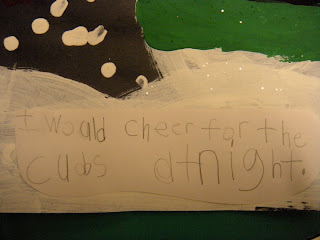 I would cheer for the
cubs atnight.